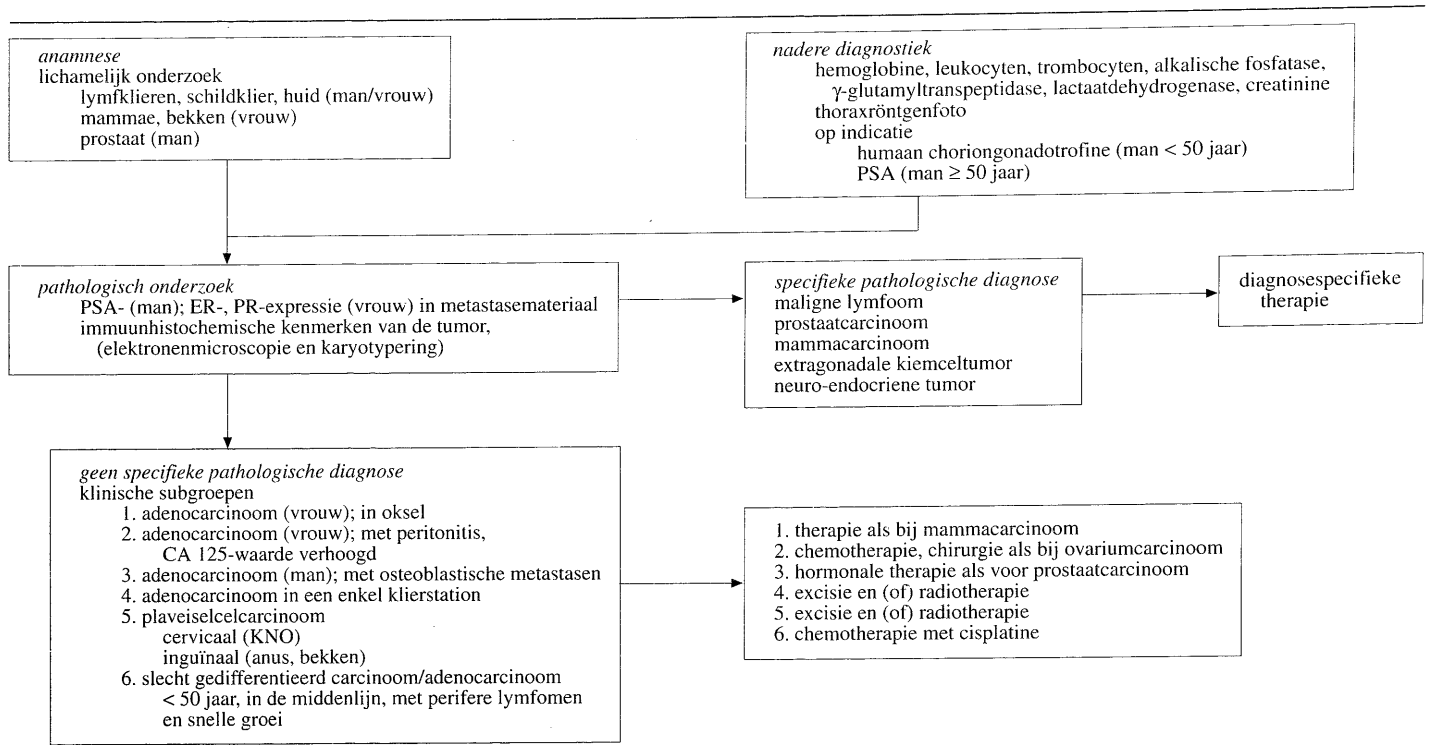 anamnese
lichamelijk onderzoek
lymfklieren, schildklier, huid (man/vrouw)
mammae, bekken (vrouw)
prostaat (man)
nadere diagnostiek
hemoglobine, leukocyten, trombocyten, alkalische fosfatase,
γ-glutamyltranspeptidase, lactaatdehydrogenase, creatinine
thoraxröntgenfoto
op indicatie
humaan choriongonadotrofine (man < 50 jaar)
PSA (man ≥ 50 jaar)
pathologisch onderzoek
PSA- (man); ER-, PR-expressie (vrouw) in metastasemateriaal
immuunhistochemische kenmerken van de tumor,
(elektronenmicroscopie en karyotypering)
specifieke pathologische diagnose
maligne lymfoom
prostaatcarcinoom
mammacarcinoom
extragonadale kiemceltumor
neuro-endocriene tumor
diagnosespecifieke
therapie
geen specifieke pathologische diagnose
klinische subgroepen
1. adenocarcinoom (vrouw); in oksel
2. adenocarcinoom (vrouw); met peritonitis,
CA 125-waarde verhoogd
3. adenocarcinoom (man); met osteoblastische metastasen
4. adenocarcinoom in een enkel klierstation
5. plaveiselcelcarcinoom
cervicaal (KNO)
inguïnaal (anus, bekken)
6. slecht gedifferentieerd carcinoom/adenocarcinoom
< 50 jaar, in de middenlijn, met perifere lymfomen
en snelle groei
1. therapie als bij mammacarcinoom
2. chemotherapie, chirurgie als bij ovariumcarcinoom
3. hormonale therapie als voor prostaatcarcinoom
4. excisie en (of) radiotherapie
5. excisie en (of) radiotherapie
6. chemotherapie met cisplatine